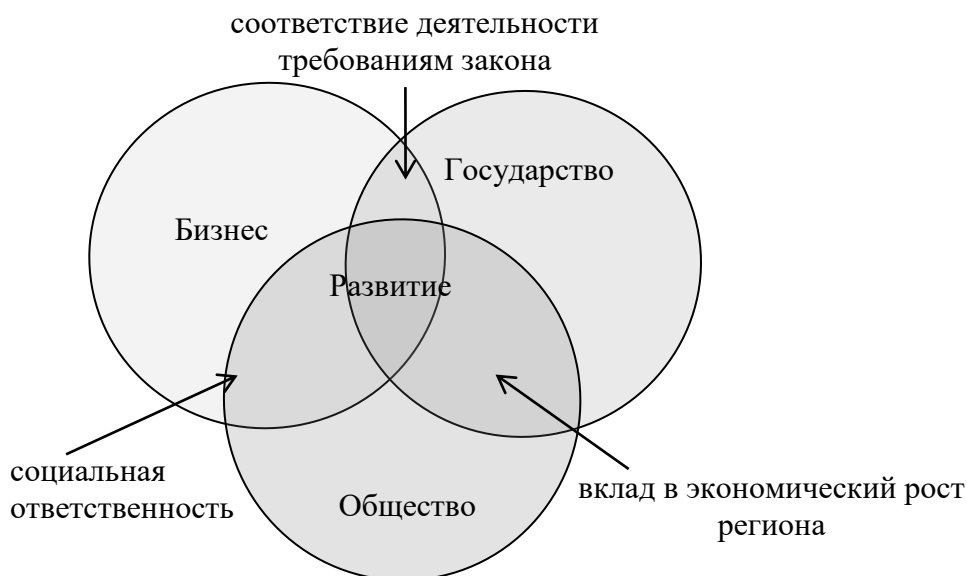 соответствие деятельности
требованиям закона
Государство
Бизнес
Развитие
социальная
ответственность
Общество
вклад в экономический рост
региона